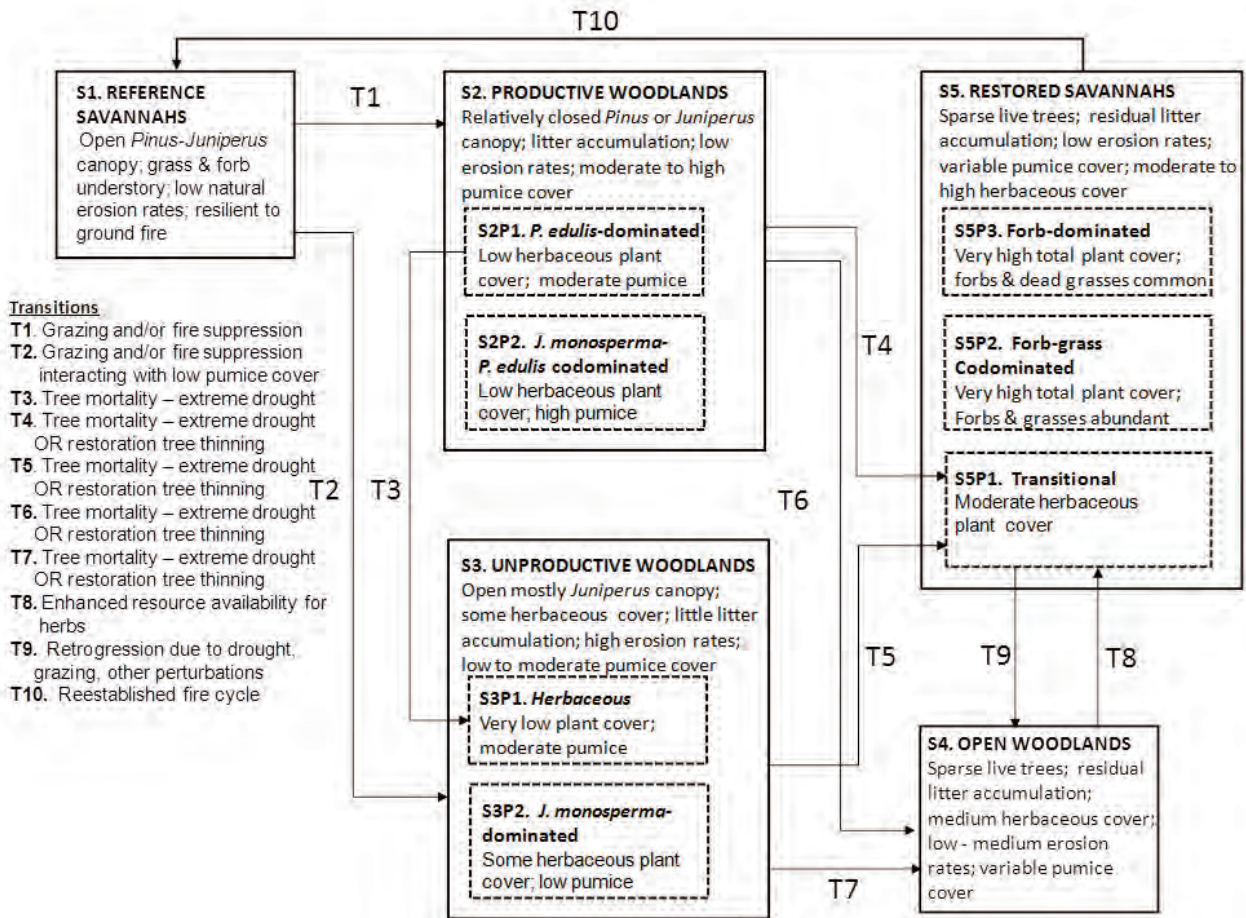 T10
S1. REFERENCE
SAVANNAHS
Open Pinus-Juniperus
canopy; grass & forb
understory; low natural
erosion rates; resilient to
ground fire
T1
S2. PRODUCTIVE WOODLANDS
Relatively closed Pinus or Juniperus
canopy; litter accumulation; low
erosion rates; moderate to high
pumice cover
S2P1. P. edulis-dominated
Low herbaceous plant
cover; moderate pumice
S2P2. J. monosperma-
P. edulis codominated
Low herbaceous plant
cover; high pumice
S5. RESTORED SAVANNAHS
Sparse live trees; residual litter
accumulation; low erosion rates;
variable pumice cover; moderate to
high herbaceous cover
S5P3. Forb-dominated
Very high total plant cover;
forbs & dead grasses common
S5P2. Forb-grass
Codominated
Very high total plant cover;
Forbs & grasses abundant
S5P1. Transitional
Moderate herbaceous
plant cover
Transitions
T1. Grazing and/or fire suppression
T2. Grazing and/or fire suppression
interacting with low pumice cover
T3. Tree mortality – extreme drought
T4. Tree mortality – extreme drought
OR restoration tree thinning
T5. Tree mortality – extreme drought
OR restoration tree thinning
T6. Tree mortality – extreme drought
OR restoration tree thinning
T7. Tree mortality – extreme drought
OR restoration tree thinning
T8. Enhanced resource availability for
herbs
T9. Retrogression due to drought,
grazing, other perturbations
T10. Reestablished fire cycle
T2
T3
T4
T6
S3. UNPRODUCTIVE WOODLANDS
Open mostly Juniperus canopy;
some herbaceous cover; little litter
accumulation; high erosion rates;
low to moderate pumice cover
S3P1. Herbaceous
Very low plant cover;
moderate pumice
S3P2. J. monosperma-
dominated
Some herbaceous plant
cover; low pumice
T5
T9
T8
T7
S4. OPEN WOODLANDS
Sparse live trees; residual
litter accumulation;
medium herbaceous cover;
low - medium erosion
rates; variable pumice
cover